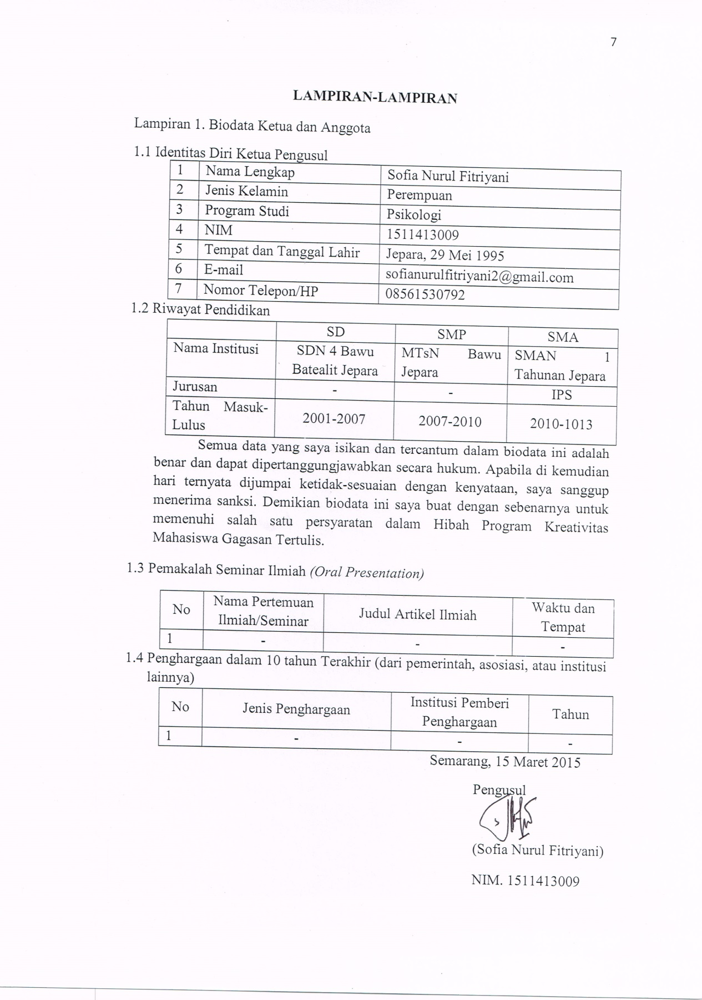 7
LAMPIRAN-LAMPIRAN
Lampiran 1. Biodata Ketua dan Anggota
1.1 Identitas Diri Ketua Pengusul
1 Nama Lengkap Sofia Nurul Fitriyani
2 Jenis Kelamin Perempuan
3 Program Studi Psikologi
4 NIM 1511413009
5 Tempat dan Tanggal Lahir Jepara, 29 Mei 1995
6 E-mail sofianurulfitriyani2@gmail.com
7 Nomor Telepon/HP 08561530792
1.2 Riwayat Pendidikan
SD SMP SMA
Nama Institusi SDN 4 Bawu MTsN Bawu SMAN 1
Batealit Jepara Jepara Tahunan Jepara
Jurusan - - IPS
Tahun Masuk-
Lulus 2001-2007 2007-2010 2010-1013
Semua data yang saya isikan dan tercantum dalam biodata ini adalah
benar dan dapat dipertanggungjawabkan secara hukum. Apabila di kemudian
hari ternyata dijumpai ketidak-sesuaian dengan kenyataan, saya sanggup
menerima sanksi. Demikian biodata ini saya buat dengan sebenarnya untuk
memenuhi salah satu persyaratan dalam Hibah Program Kreativitas
Mahasiswa Gagasan Tertulis.
1.3 Pemakalah Seminar Ilmiah (Oral Presentation)
No Nama Pertemuan Judul Artikel Ilmiah Waktu dan
Ilmiah/Seminar Tempat
1 - - -
1.4 Penghargaan dalam 10 tahun Terakhir (dari pemerintah, asosiasi, atau institusi
lainnya)
No Jenis Penghargaan Institusi Pemberi Tahun
Penghargaan
1 - - -
Semarang, 15 Maret 2015
Pengusul
(Sofia Nurul Fitriyani)
NIM. 1511413009